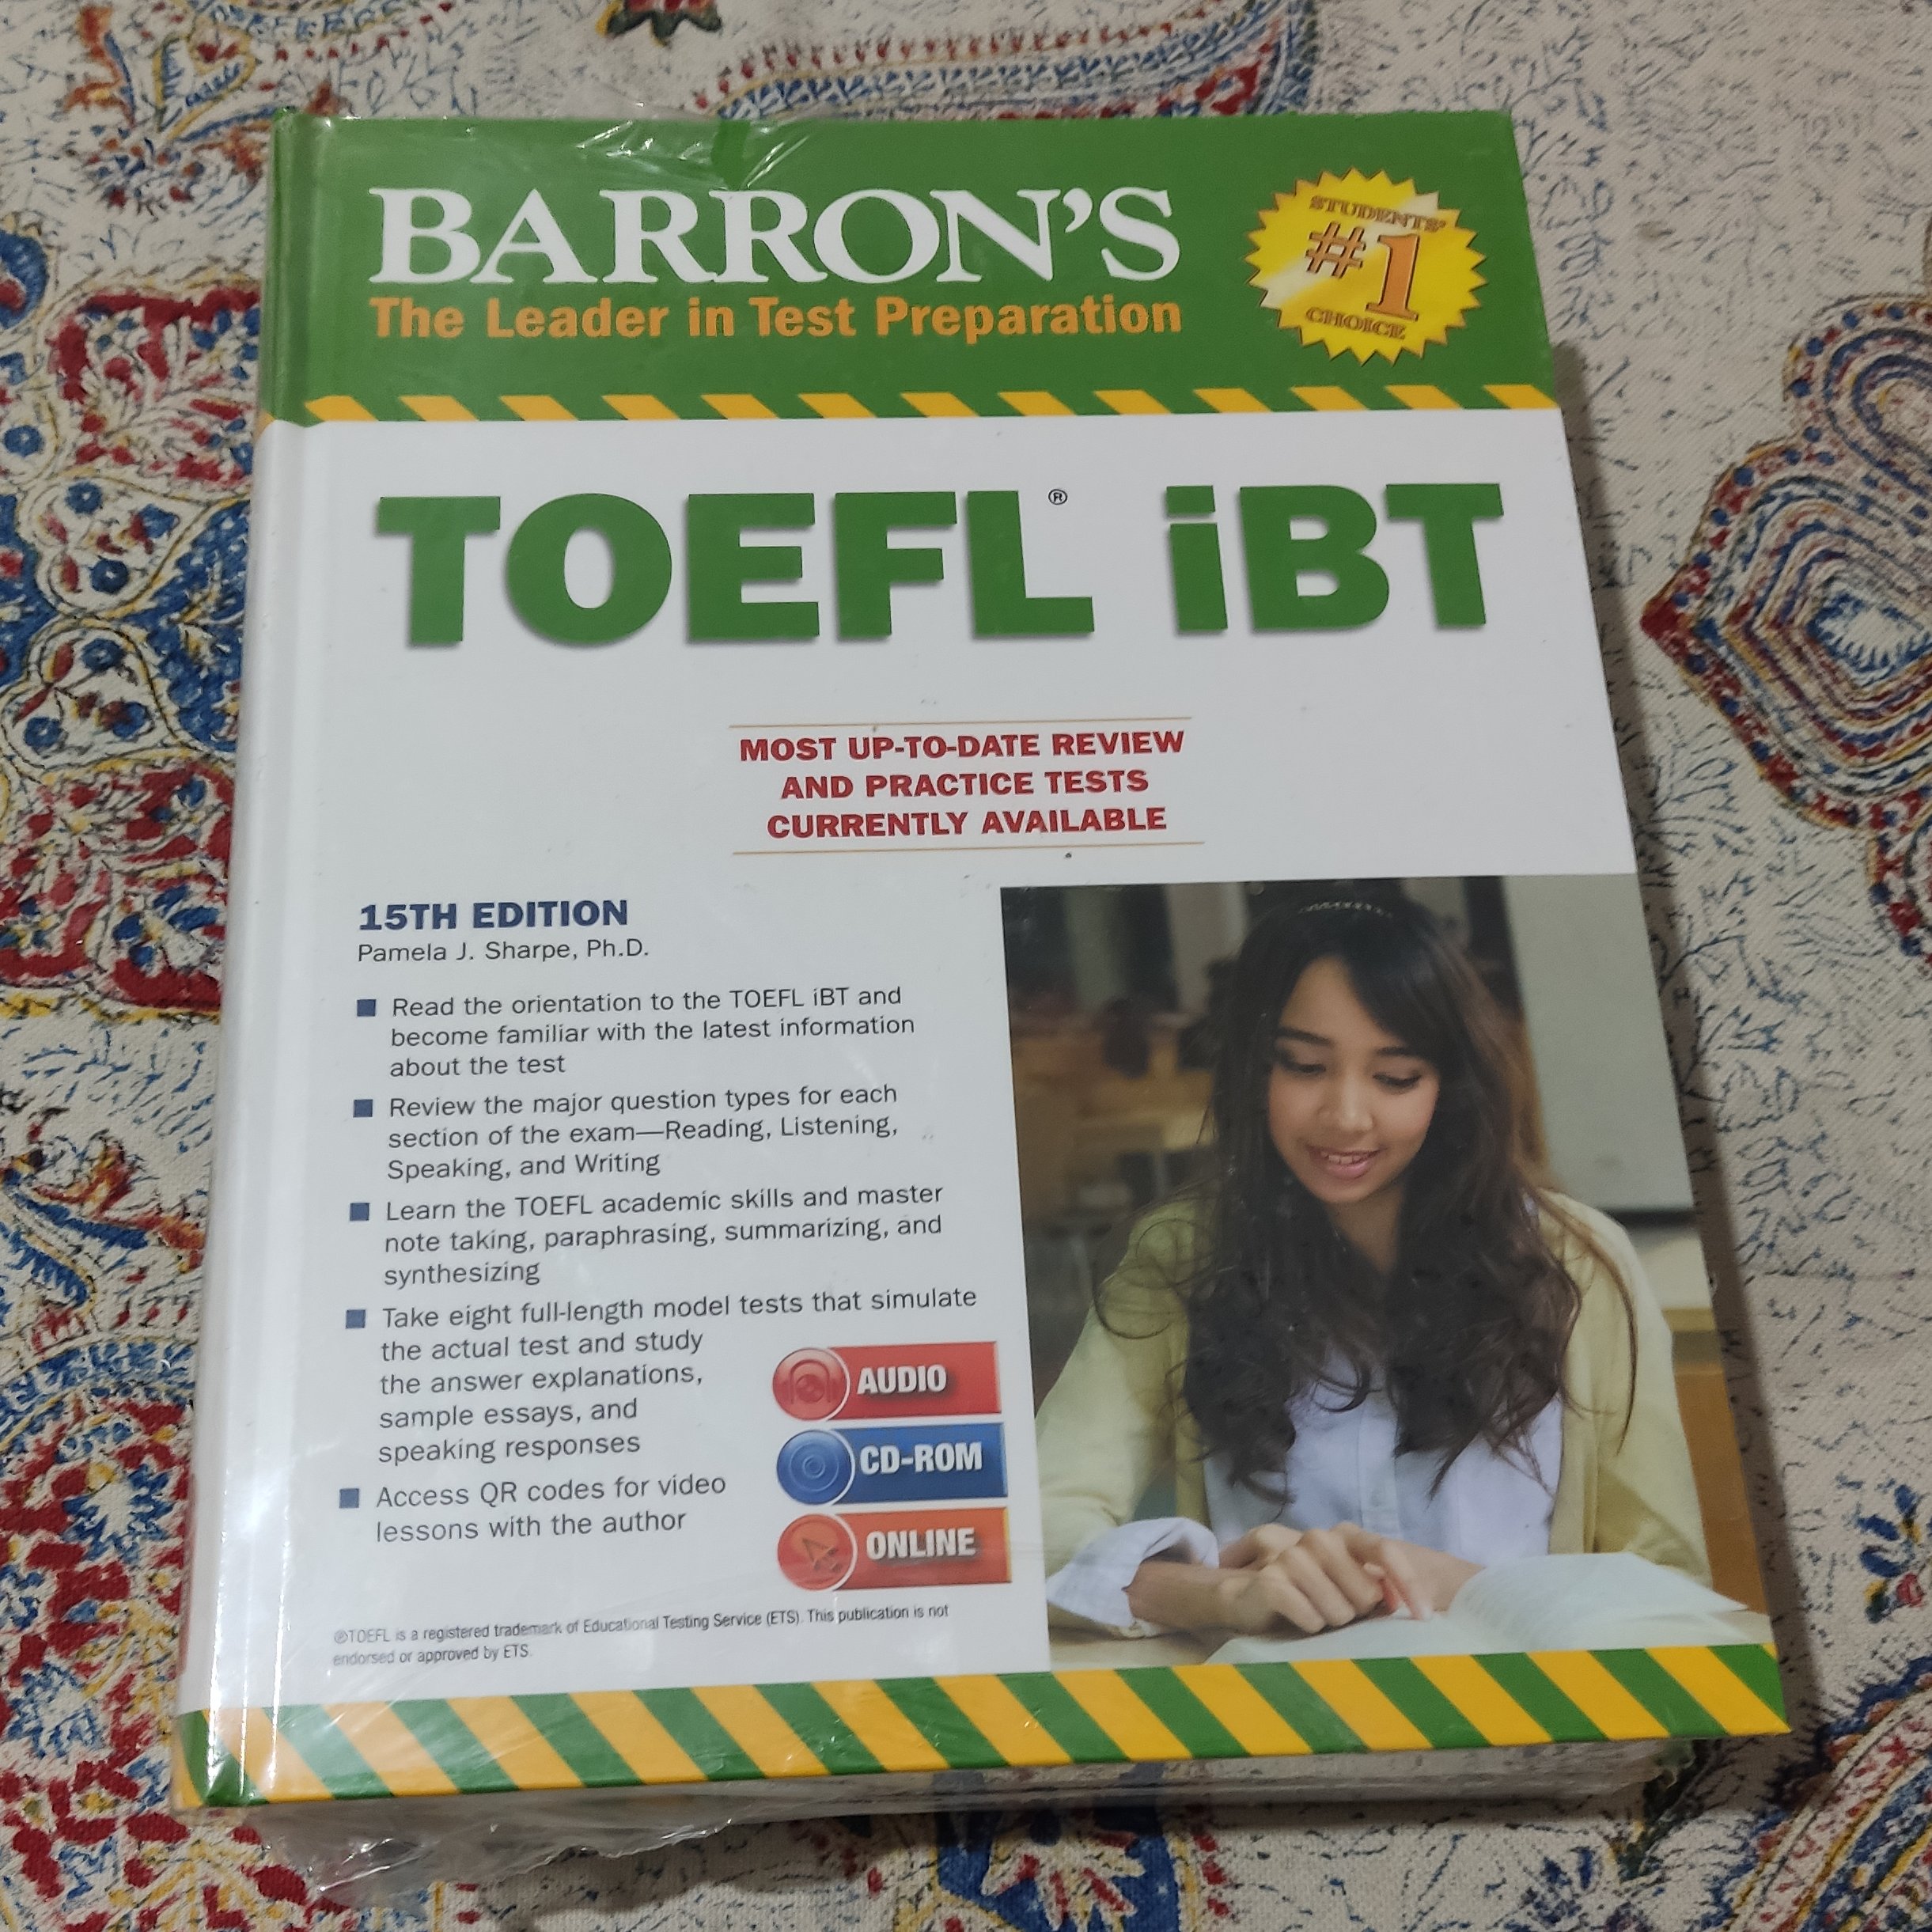 BARRON'S
The Leader in Test Preparation
STUDENTS'
#1
CHOICE
TOEFL® iBT
MOST UP-TO-DATE REVIEW
AND PRACTICE TESTS
CURRENTLY AVAILABLE
15TH EDITION
Pamela J. Sharpe, Ph.D.
■ Read the orientation to the TOEFL iBT and
become familiar with the latest information
about the test
■ Review the major question types for each
section of the exam—Reading, Listening,
Speaking, and Writing
■ Learn the TOEFL academic skills and master
note taking, paraphrasing, summarizing, and
synthesizing
■ Take eight full-length model tests that simulate
the actual test and study
the answer explanations,
sample essays, and
speaking responses
■ Access QR codes for video
lessons with the author
AUDIO
CD-ROM
ONLINE
®TOEFL is a registered trademark of Educational Testing Service (ETS). This publication is not
endorsed or approved by ETS.